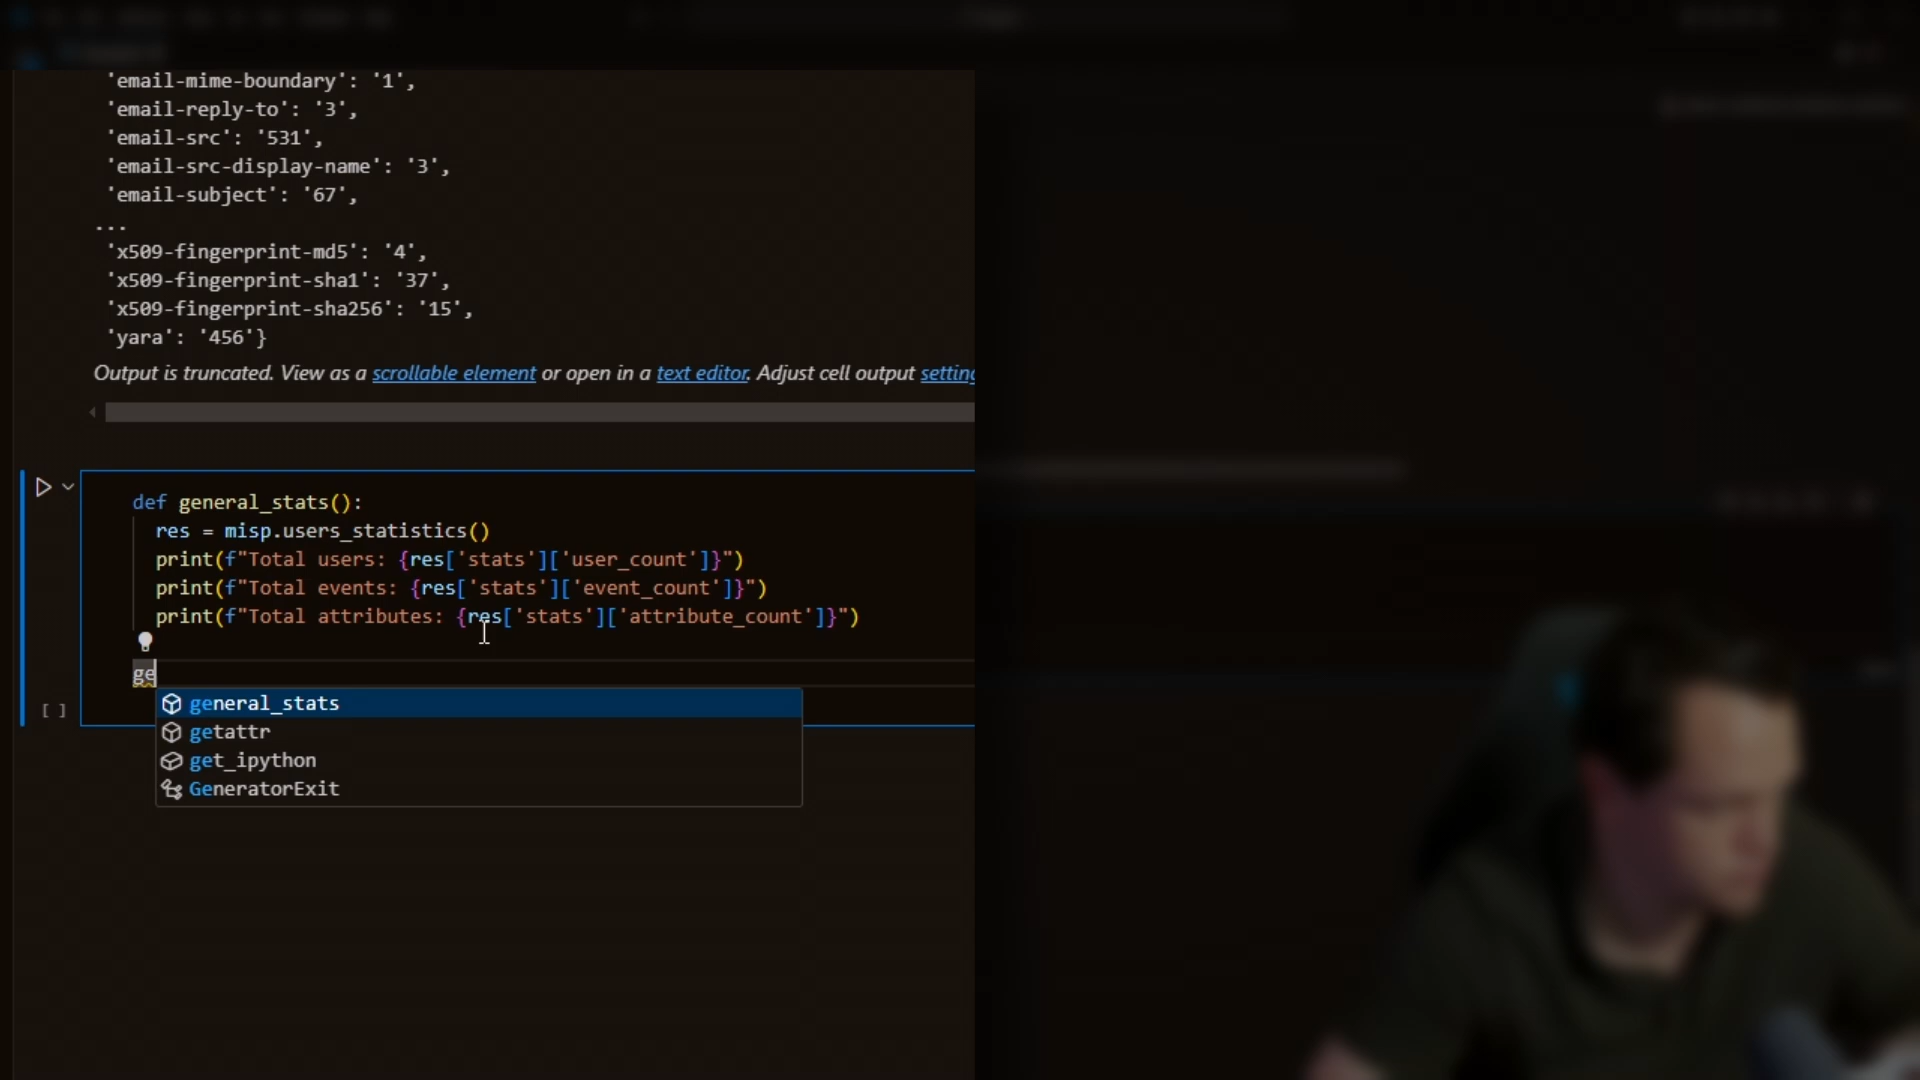 'email-mime-boundary': '1',
'email-reply-to': '3',
'email-src': '531',
'email-src-display-name': '3',
'email-subject': '67',
...
'x509-fingerprint-md5': '4',
'x509-fingerprint-sha1': '37',
'x509-fingerprint-sha256': '15',
'yara': '456'}
Output is truncated. View as a scrollable element or open in a text editor. Adjust cell output setting
def general_stats():
res = misp.users_statistics()
print(f"Total users: {res['stats']['user_count']}")
print(f"Total events: {res['stats']['event_count']}")
print(f"Total attributes: {res['stats']['attribute_count']}")
ge
[ ]
general_stats
getattr
get_ipython
GeneratorExit